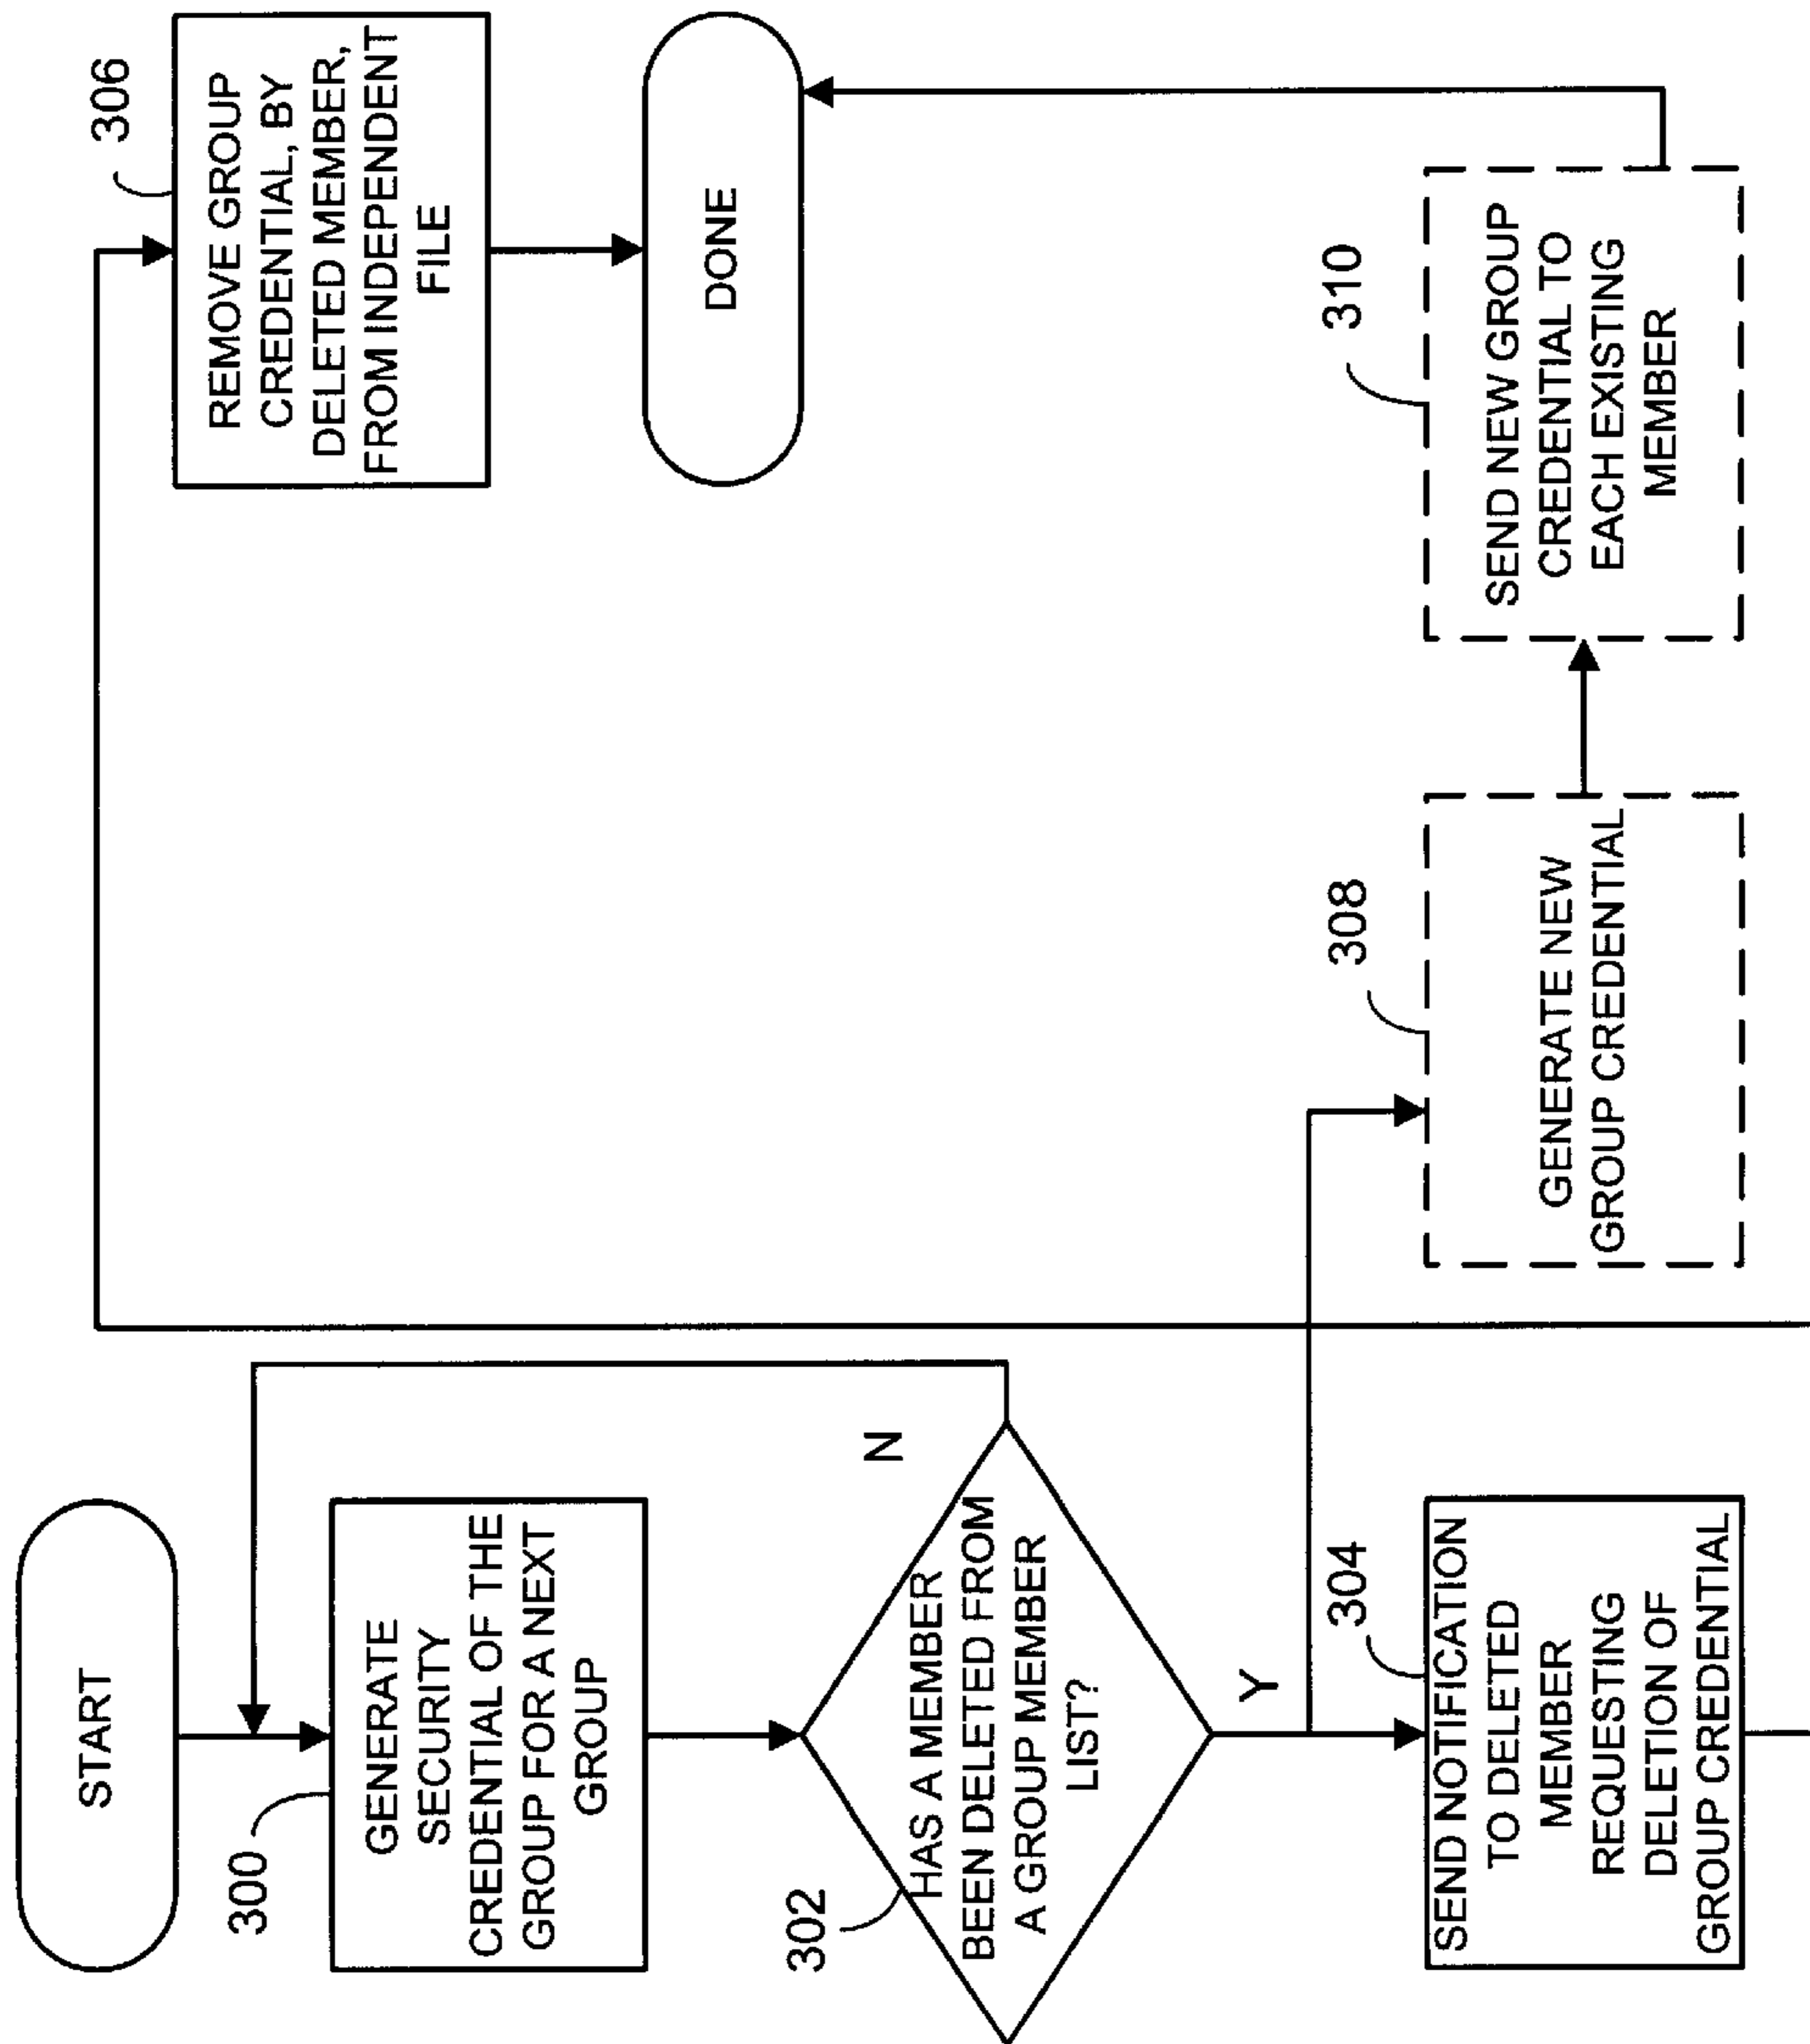 START
300
GENERATE
SECURITY
CREDENTIAL OF THE
GROUP FOR A NEXT
GROUP
302
HAS A MEMBER
BEEN DELETED FROM
A GROUP MEMBER
LIST?
N
Y
304
SEND NOTIFICATION
TO DELETED
MEMBER
REQUESTING
DELETION OF
GROUP CREDENTIAL
306
REMOVE GROUP
CREDENTIAL, BY
DELETED MEMBER,
FROM INDEPENDENT
FILE
DONE
308
GENERATE NEW
GROUP CREDENTIAL
310
SEND NEW GROUP
CREDENTIAL TO
EACH EXISTING
MEMBER